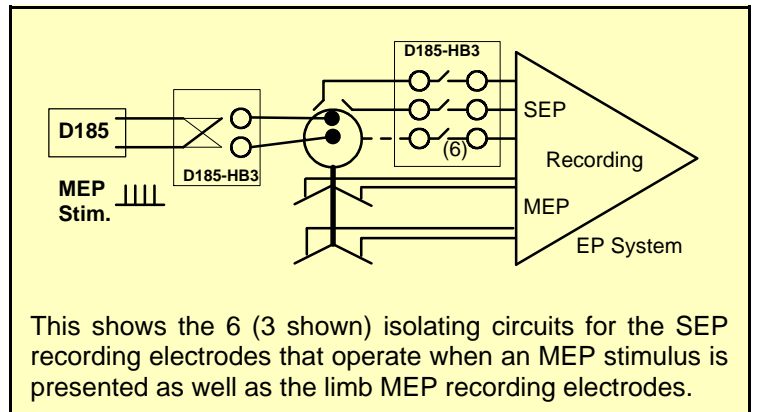 D185-HB3
SEP
D185
(6)
Recording
D185-HB3
MEP
Stim.
MEP
EP System
This shows the 6 (3 shown) isolating circuits for the SEP
recording electrodes that operate when an MEP stimulus is
presented as well as the limb MEP recording electrodes.